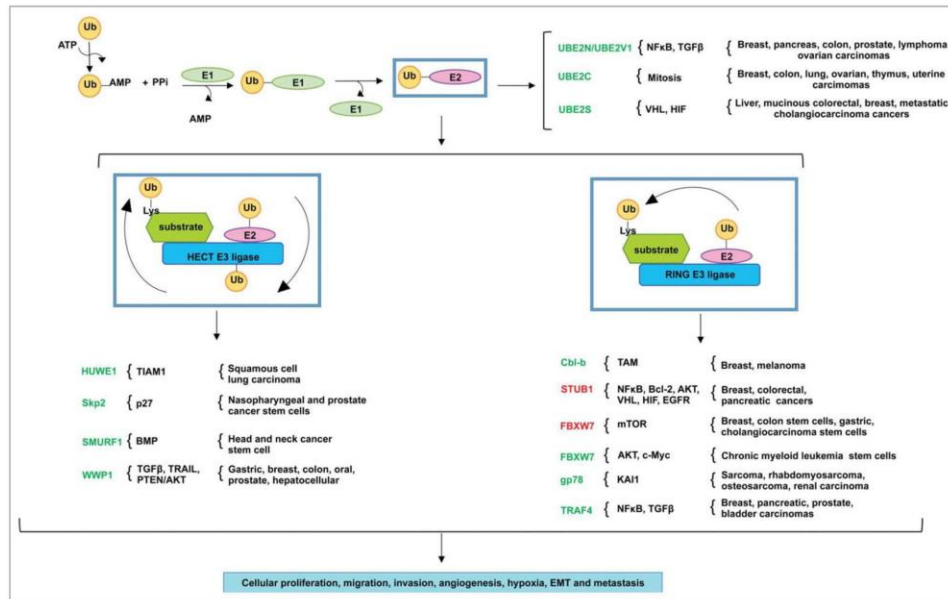 Ub
ATP
Ub AMP + PPi
E1
AMP
Ub E1
E1
Ub E2
UBE2N/UBE2V1 { NFκB, TGFβ { Breast, pancreas, colon, prostate, lymphoma,
ovarian carcinomas
UBE2C { Mitosis { Breast, colon, lung, ovarian, thymus, uterine
carcimomas
UBE2S { VHL, HIF { Liver, mucinous colorectal, breast, metastatic
cholangiocarcinoma cancers
Ub
Lys
substrate
Ub
E2
HECT E3 ligase
Ub
Ub
Lys
substrate
Ub
E2
RING E3 ligase
HUWE1 { TIAM1 { Squamous cell
lung carcinoma
Skp2 { p27 { Nasopharyngeal and prostate
cancer stem cells
SMURF1 { BMP { Head and neck cancer
stem cell
WWP1 { TGFβ, TRAIL, { Gastric, breast, colon, oral,
PTEN/AKT prostate, hepatocellular
Cbl-b { TAM { Breast, melanoma
STUB1 { NFκB, Bcl-2, AKT, { Breast, colorectal,
VHL, HIF, EGFR pancreatic cancers
FBXW7 { mTOR { Breast, colon stem cells, gastric,
cholangiocarcinoma stem cells
FBXW7 { AKT, c-Myc { Chronic myeloid leukemia stem cells
gp78 { KAI1 { Sarcoma, rhabdomyosarcoma,
osteosarcoma, renal carcinoma
TRAF4 { NFκB, TGFβ { Breast, pancreatic, prostate,
bladder carcinomas
Cellular proliferation, migration, invasion, angiogenesis, hypoxia, EMT and metastasis